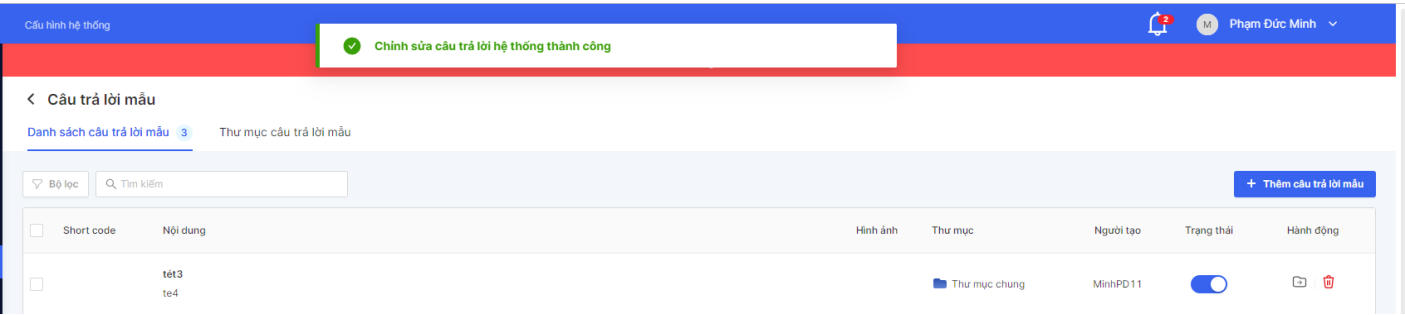 Cấu hình hệ thống
2
M Phạm Đức Minh
Chỉnh sửa câu trả lời hệ thống thành công
Câu trả lời mẫu
Danh sách câu trả lời mẫu 3 Thư mục câu trả lời mẫu
Bộ lọc Tìm kiếm + Thêm câu trả lời mẫu
Short code Nội dung Hình ảnh Thư mục Người tạo Trạng thái Hành động
tét3
te4
Thư mục chung MinhPD11